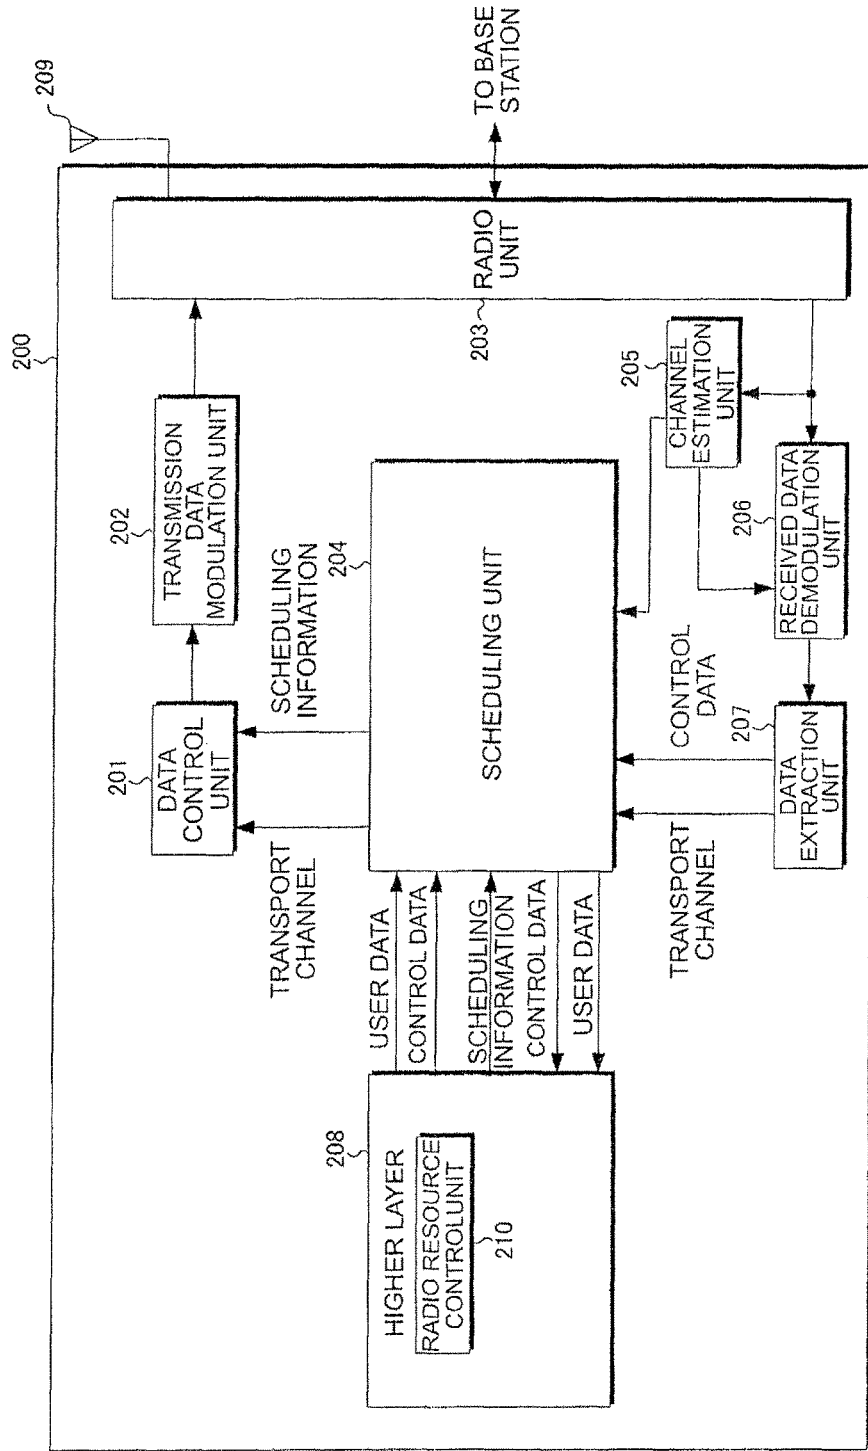 200
209
TO BASE
STATION
RADIO
UNIT
203
202
TRANSMISSION
DATA
MODULATION UNIT
201
DATA
CONTROL
UNIT
SCHEDULING
INFORMATION
TRANSPORT
CHANNEL
204
SCHEDULING UNIT
205
CHANNEL
ESTIMATION
UNIT
206
RECEIVED DATA
DEMODULATION
UNIT
207
DATA
EXTRACTION
UNIT
CONTROL
DATA
TRANSPORT
CHANNEL
208
HIGHER LAYER
RADIO RESOURCE
CONTROLUNIT
210
USER DATA
CONTROL DATA
SCHEDULING
INFORMATION
CONTROL DATA
USER DATA